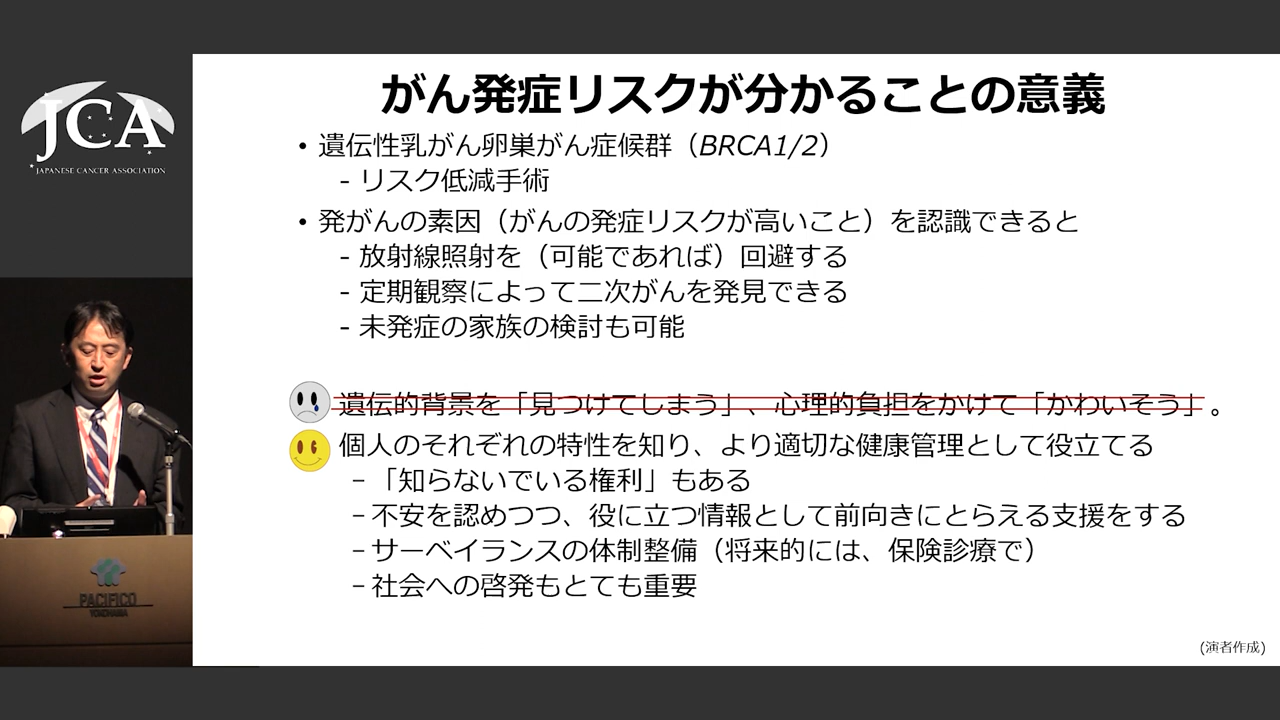 JCA
JAPANESE CANCER ASSOCIATION
がん発症リスクが分かることの意義
• 遺伝性乳がん卵巣がん症候群（BRCA1/2）
- リスク低減手術
• 発がんの素因（がんの発症リスクが高いこと）を認識できると
- 放射線照射を（可能であれば）回避する
- 定期観察によって二次がんを発見できる
- 未発症の家族の検討も可能
遺伝的背景を「見つけてしまう」、心理的負担をかけて「かわいそう」。
個人のそれぞれの特性を知り、より適切な健康管理として役立てる
–「知らないでいる権利」もある
–不安を認めつつ、役に立つ情報として前向きにとらえる支援をする
–サーベイランスの体制整備（将来的には、保険診療で）
–社会への啓発もとても重要
(演者作成)
PACIFICO
YOKOHAMA